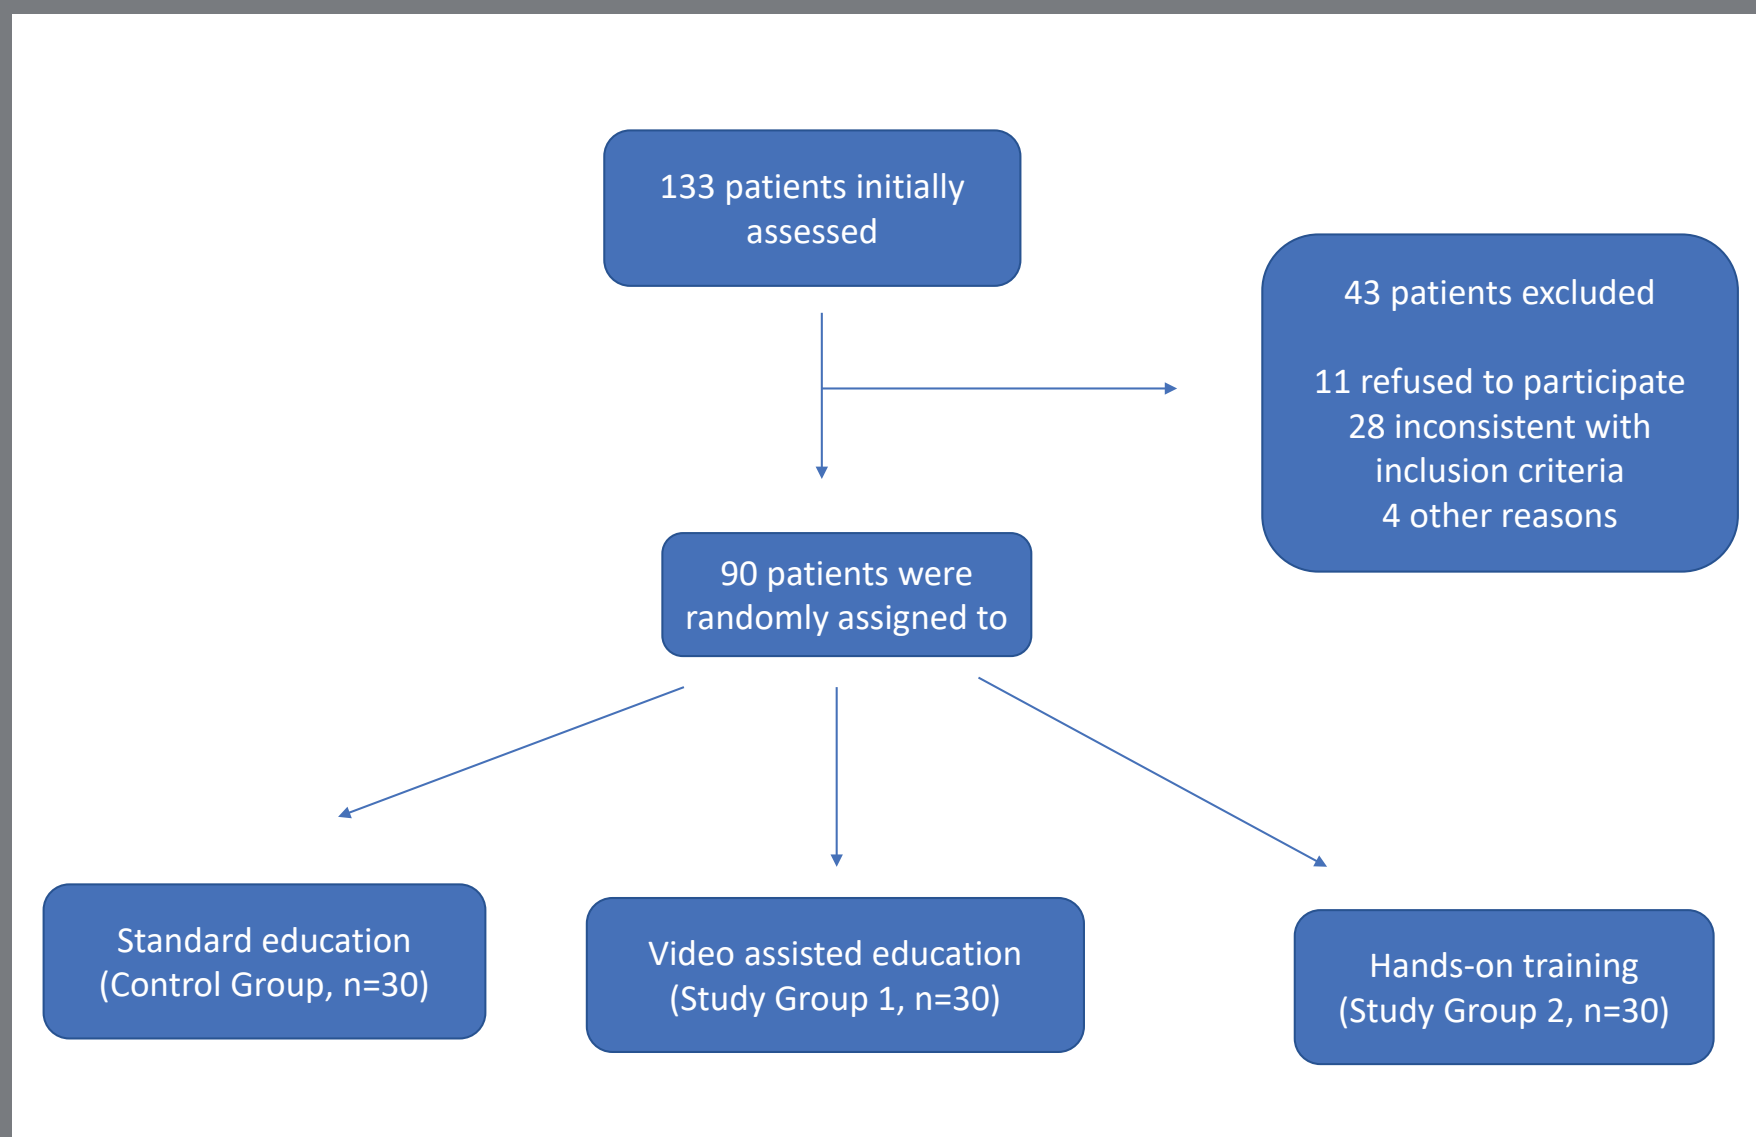 133 patients initially
assessed
43 patients excluded
11 refused to participate
28 inconsistent with
inclusion criteria
4 other reasons
90 patients were
randomly assigned to
Standard education
(Control Group, n=30)
Video assisted education
(Study Group 1, n=30)
Hands-on training
(Study Group 2, n=30)